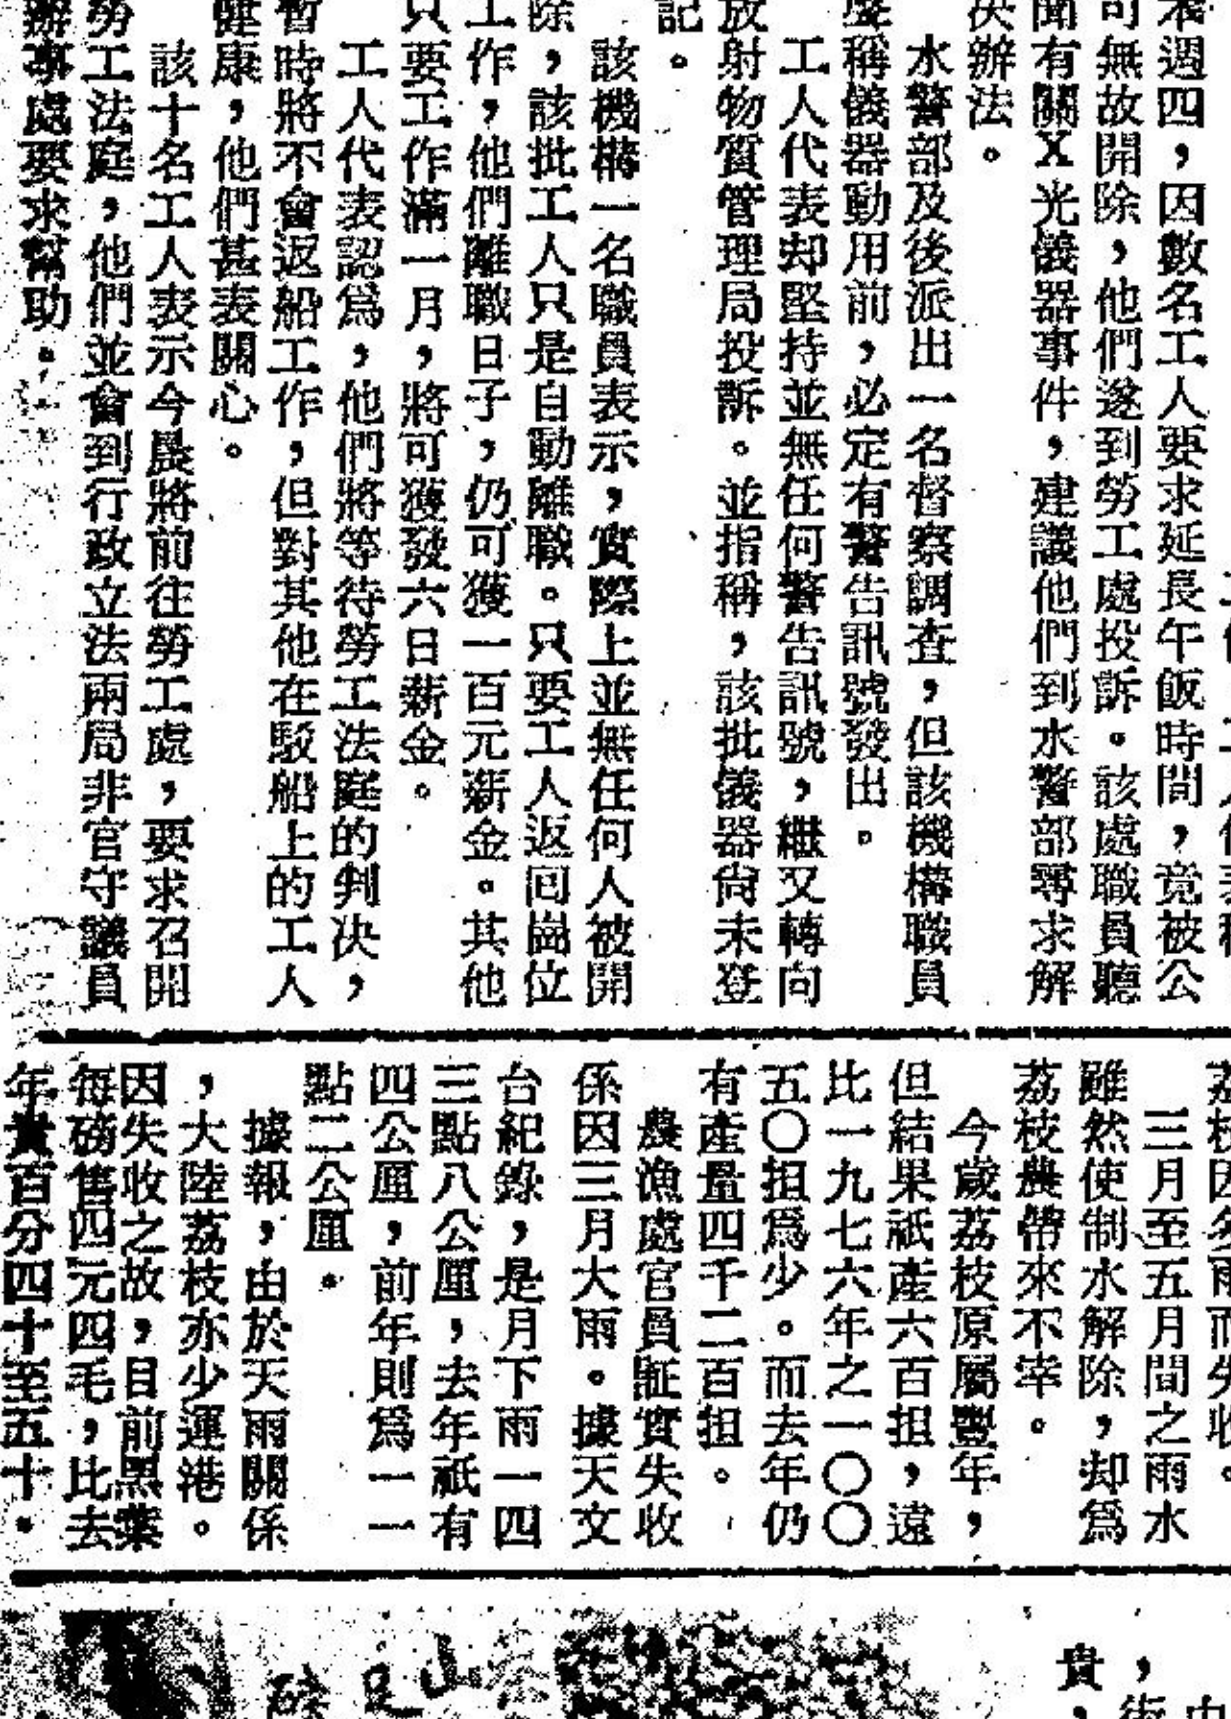 本週四，因數名工人要求延長午飯時間，竟被公
司無故開除，他們遂到勞工處投訴。該處職員聽
聞有關X光儀器事件，建議他們到水警部尋求解
决辦法。
水警部及後派出一名督察調查，但該機構職員
聲稱儀器動用前，必定有警告訊號發出。
工人代表却堅持並無任何警告訊號，繼又轉向
放射物質管理局投訴。並指稱，該批儀器尙未登
記。
該機構一名職員表示，實際上並無任何人被開
除，該批工人只是自動離職。只要工人返回崗位
工作，他們離職日子，仍可獲一百元薪金。其他
只要工作滿一月，將可獲發六日薪金。
工人代表認爲，他們將等待勞工法庭的判决，
暫時將不會返船工作，但對其他在駁船上的工人
健康，他們甚表關心。
該十名工人表示今晨將前往勞工處，要求召開
勞工法庭，他們並會到行政立法兩局非官守議員
辦事處要求幫助。
荔枝因多雨而失收。
三月至五月間之雨水
雖然使制水解除，却爲
荔枝農帶來不幸。
今歲荔枝原屬豐年，
但結果祇產六百担，遠
比一九七六年之一〇〇
五〇担爲少。而去年仍
有產量四千二百担。
農漁處官員証實失收
係因三月大雨。據天文
台紀錄，是月下雨一四
三點八公厘，去年祇有
四公厘，前年則爲一一
點二公厘。
據報，由於天雨關係
，大陸荔枝亦少運港。
因失收之故，目前黑葉
每磅售四元四毛，比去
年貴百分四十至五十。
，
貴，